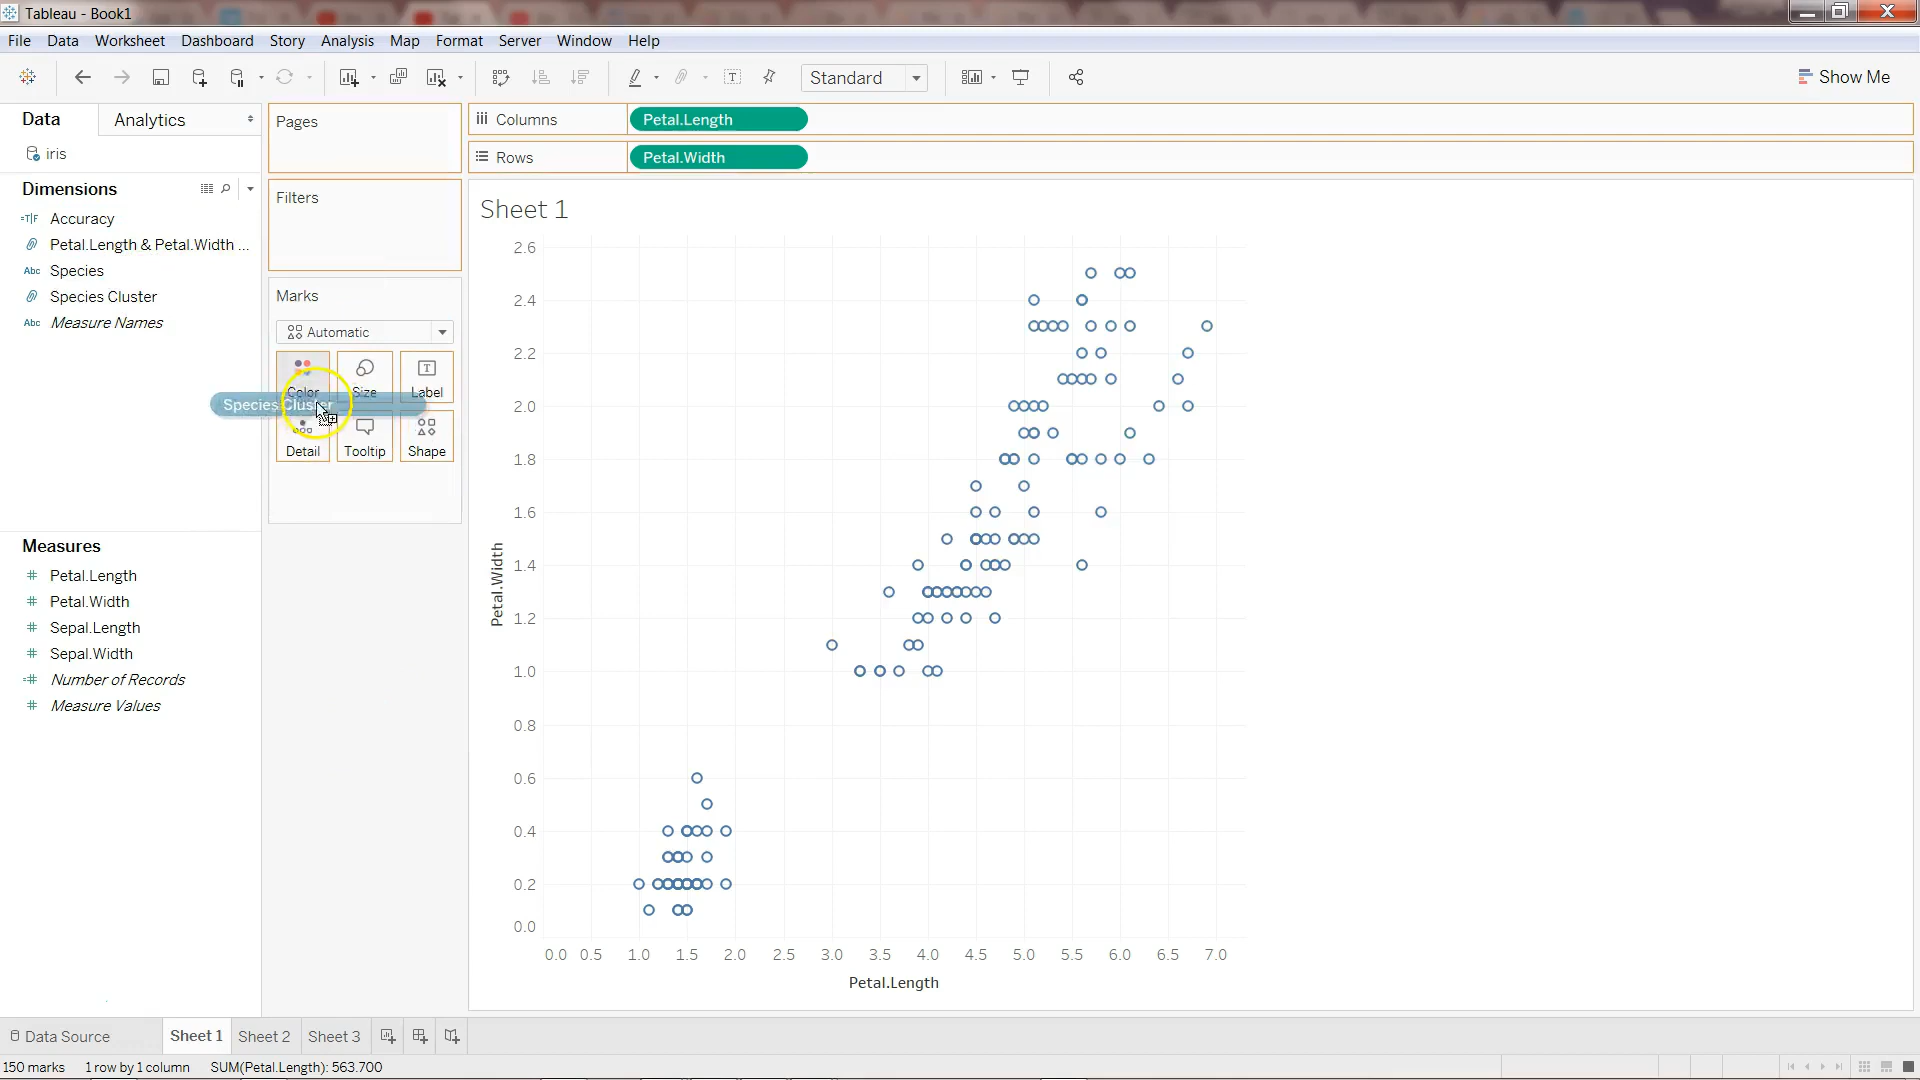 Tableau - Book1
File Data Worksheet Dashboard Story Analysis Map Format Server Window Help
Standard
Show Me
Data Analytics
iris
Dimensions
Accuracy
Petal.Length & Petal.Width ...
Abc Species
Species Cluster
Abc Measure Names
Measures
Petal.Length
Petal.Width
Sepal.Length
Sepal.Width
Number of Records
Measure Values
Pages
Filters
Marks
Automatic
Color Size Label
Species Cluster
Detail Tooltip Shape
Columns Petal.Length
Rows Petal.Width
Sheet 1
2.6
2.4
2.2
2.0
1.8
1.6
1.4
1.2
1.0
0.8
0.6
0.4
0.2
0.0
Petal.Width
0.0 0.5 1.0 1.5 2.0 2.5 3.0 3.5 4.0 4.5 5.0 5.5 6.0 6.5 7.0
Petal.Length
Data Source Sheet 1 Sheet 2 Sheet 3
150 marks 1 row by 1 column SUM(Petal.Length): 563.700